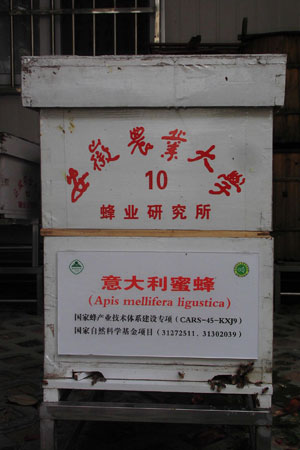 安徽農業大学
10
蜂业研究所
意大利蜜蜂
(Apis mellifera ligustica)
国家蜂产业技术体系建设专项（CARS-45-KXJ9）
国家自然科学基金项目（31272511, 31302039）